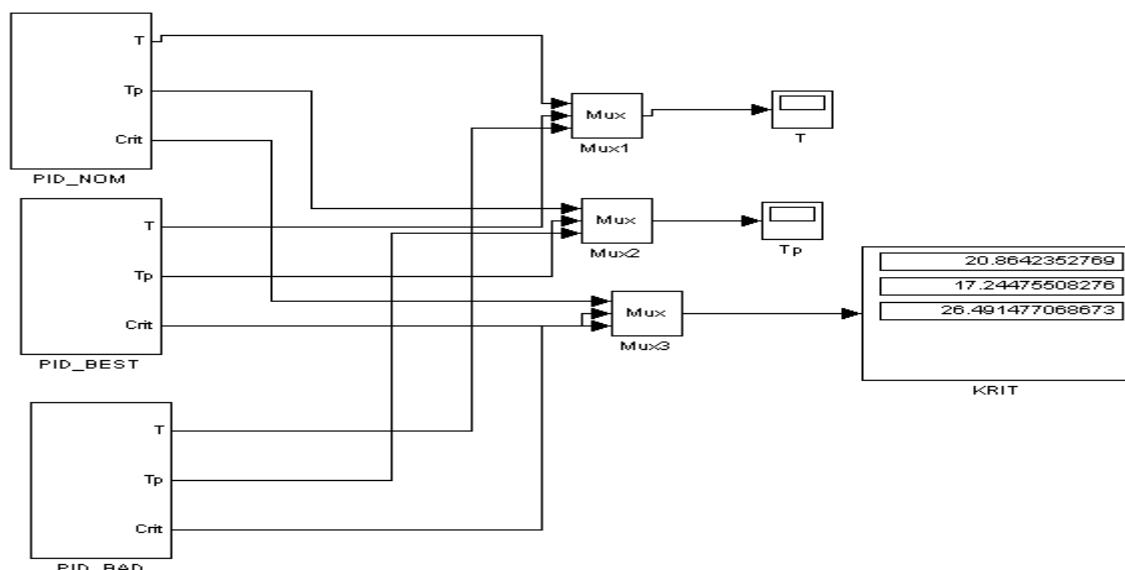 T
Tp
Crit
PID_NOM
Mux
Mux1
T
T
Tp
Crit
PID_BEST
Mux
Mux2
Tp
Mux
Mux3
20.8642352769
17.24475508276
26.491477068673
KRIT
T
Tp
Crit
PID_BAD